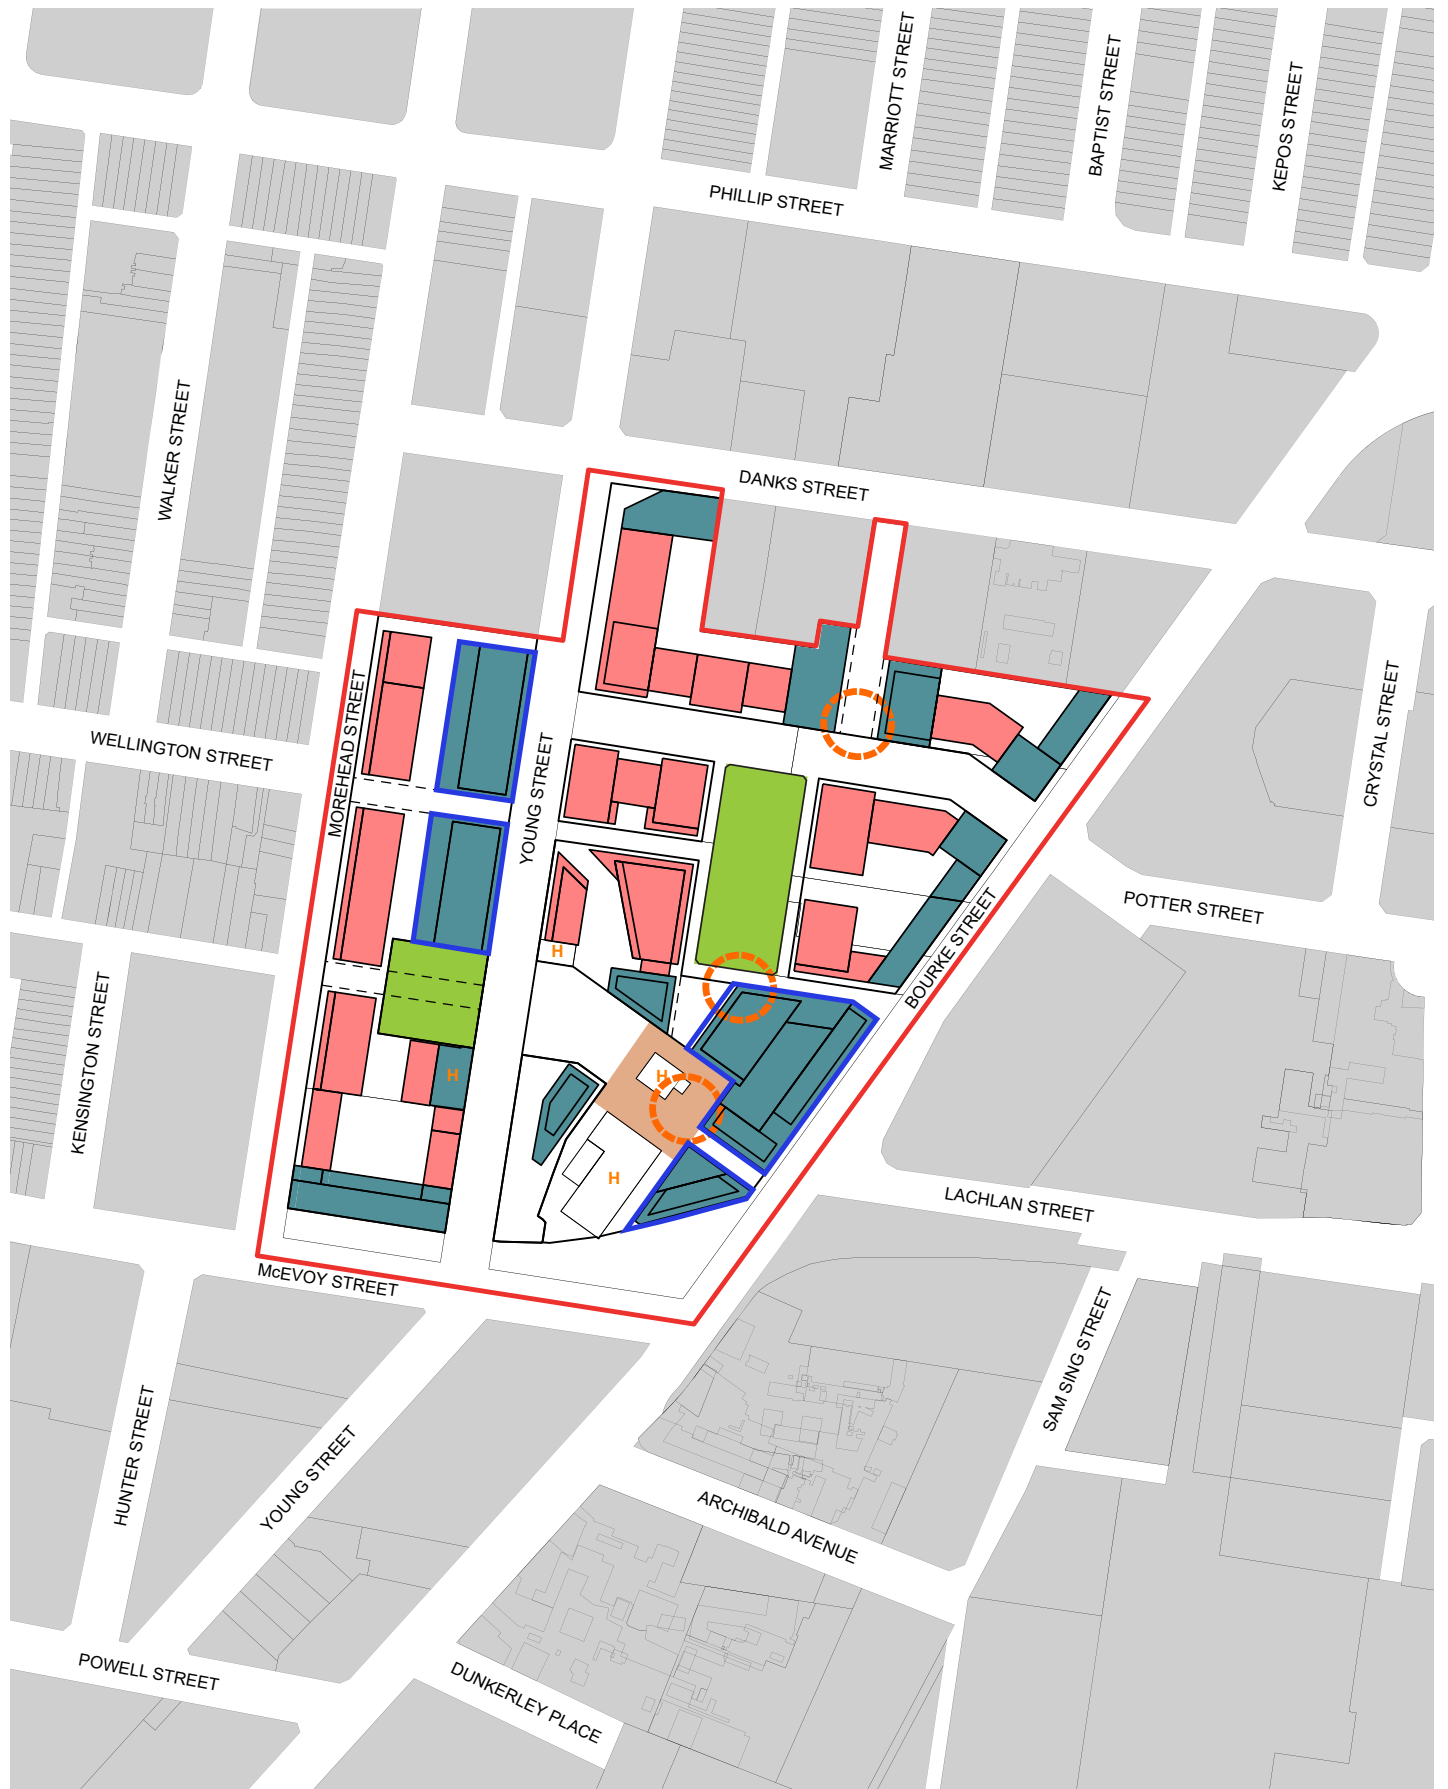 MARRIOTT STREET
BAPTIST STREET
KEPOS STREET
PHILLIP STREET
WALKER STREET
DANKS STREET
CRYSTAL STREET
MOREHEAD STREET
WELLINGTON STREET
YOUNG STREET
POTTER STREET
BOURKE STREET
H
KENSINGTON STREET
H
H
H
LACHLAN STREET
McEVOY STREET
SAM SING STREET
HUNTER STREET
YOUNG STREET
ARCHIBALD AVENUE
POWELL STREET
DUNKERLEY PLACE